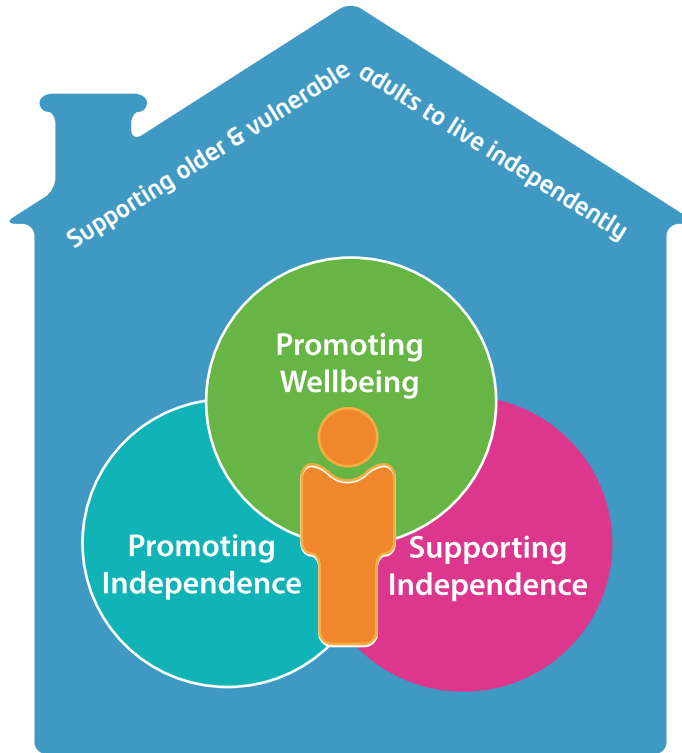 Supporting older & vulnerable adults to live independently
Promoting
Wellbeing
Promoting
Independence
Supporting
Independence